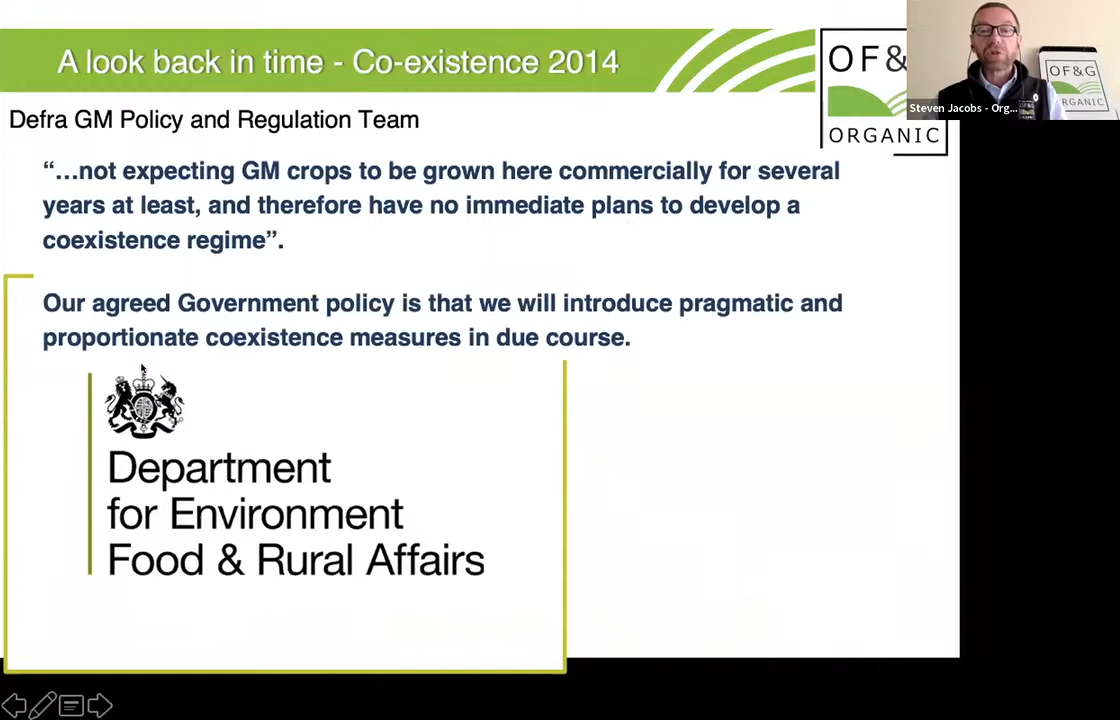 A look back in time - Co-existence 2014
OF&
ORGANIC
OF&G
ORGANIC
Steven Jacobs - Org...
Defra GM Policy and Regulation Team
“...not expecting GM crops to be grown here commercially for several
years at least, and therefore have no immediate plans to develop a
coexistence regime”.
Our agreed Government policy is that we will introduce pragmatic and
proportionate coexistence measures in due course.
Department
for Environment
Food & Rural Affairs